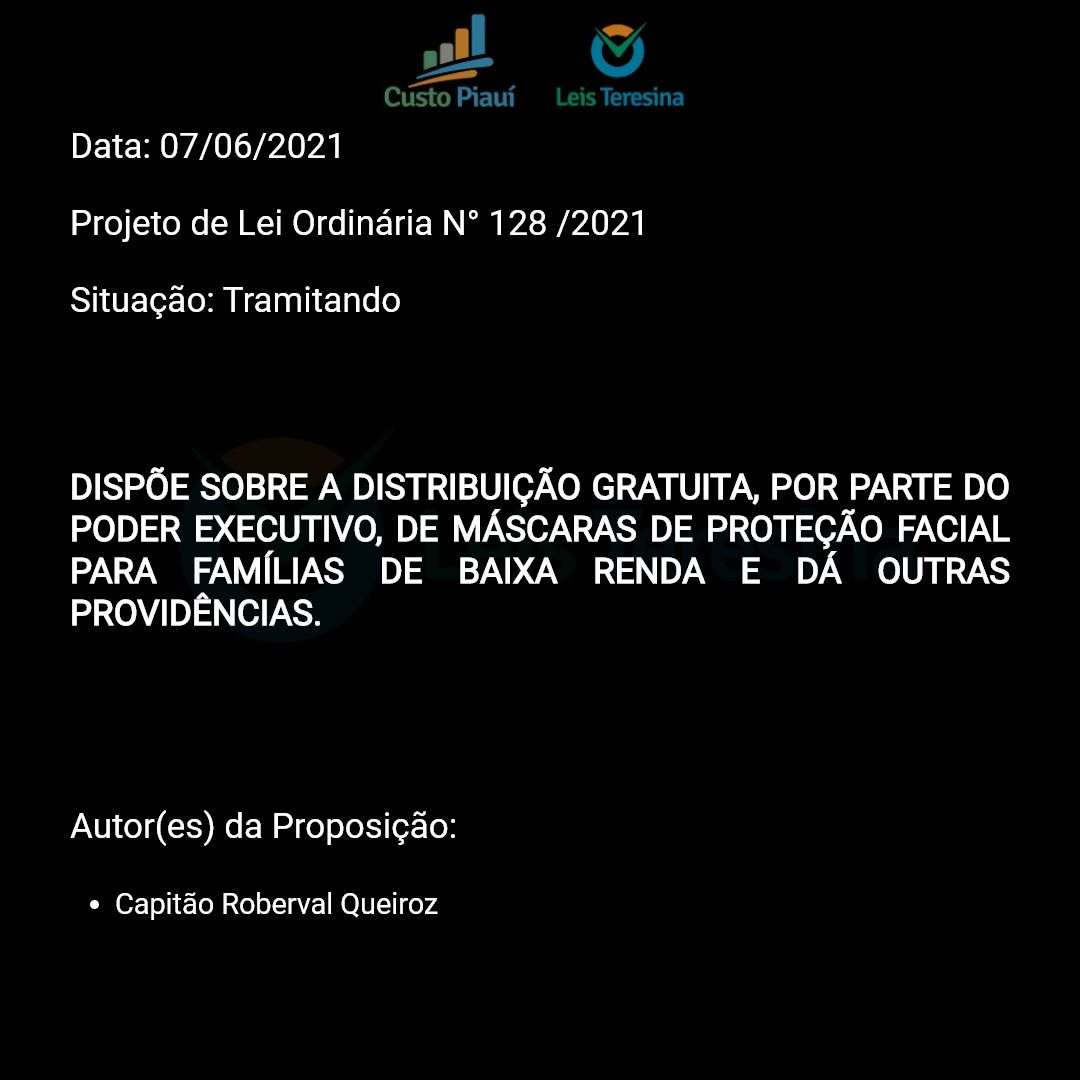 Custo Piauí
Leis Teresina
Data: 07/06/2021
Projeto de Lei Ordinária N° 128 /2021
Situação: Tramitando
DISPÕE SOBRE A DISTRIBUIÇÃO GRATUITA, POR PARTE DO
PODER EXECUTIVO, DE MÁSCARAS DE PROTEÇÃO FACIAL
PARA FAMÍLIAS DE BAIXA RENDA E DÁ OUTRAS
PROVIDÊNCIAS.
Leis Teresina
Autor(es) da Proposição:
• Capitão Roberval Queiroz